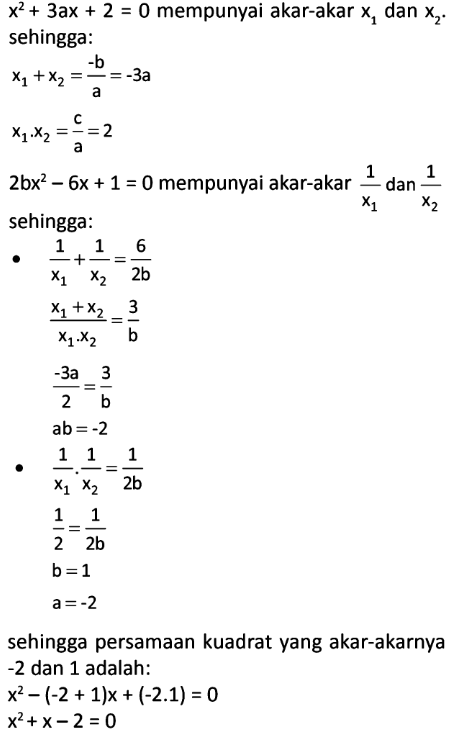 x² + 3ax + 2 = 0 mempunyai akar-akar x₁ dan x₂.
sehingga:
x₁ + x₂ = -b/a = -3a
x₁.x₂ = c/a = 2
2bx² – 6x + 1 = 0 mempunyai akar-akar 1/x₁ dan 1/x₂
sehingga:
• 1/x₁ + 1/x₂ = 6/2b
x₁ + x₂/x₁.x₂ = 3/b
-3a/2 = 3/b
ab = -2
• 1/x₁ . 1/x₂ = 1/2b
1/2 = 1/2b
b = 1
a = -2
sehingga persamaan kuadrat yang akar-akarnya
-2 dan 1 adalah:
x² – (-2 + 1)x + (-2.1) = 0
x² + x – 2 = 0